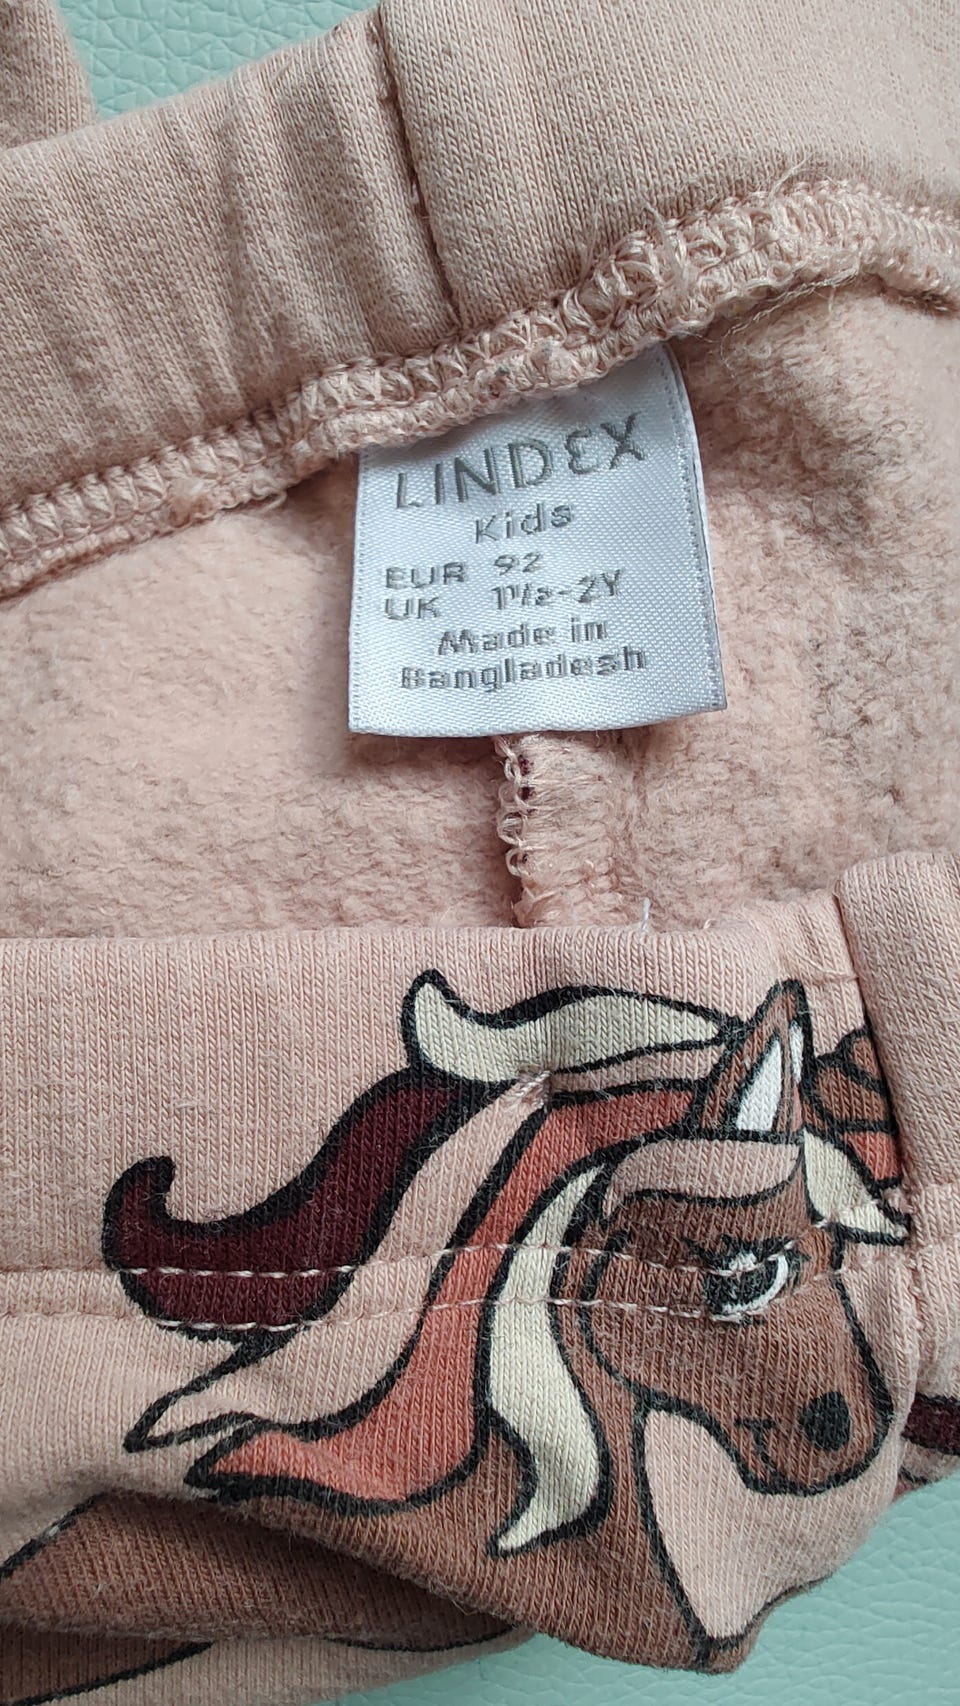 LINDEX
Kids
EUR 92
UK 1½-2Y
Made in
Bangladesh